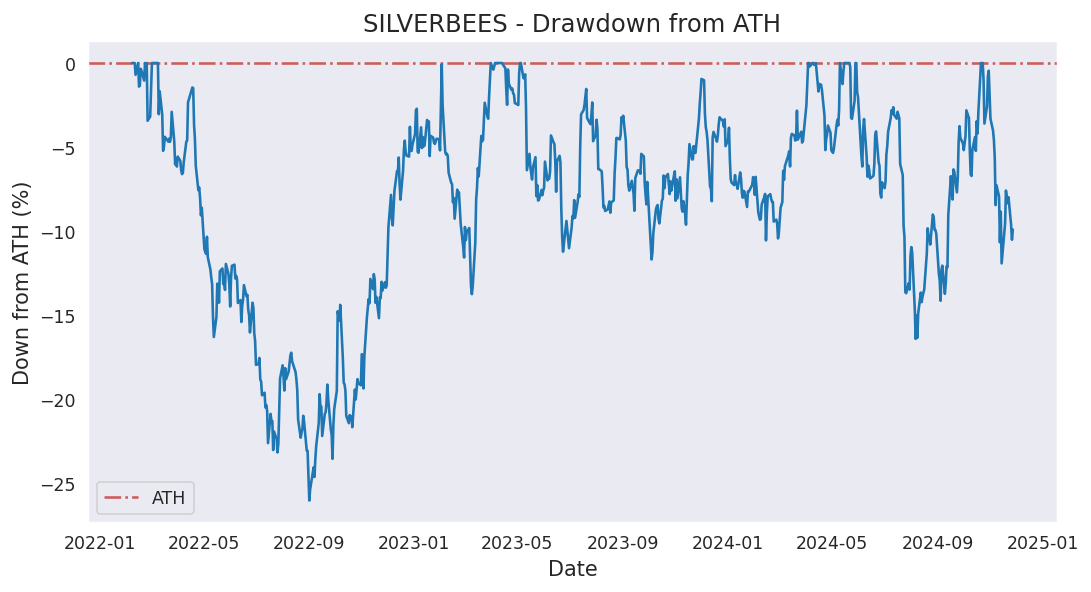 SILVERBEES - Drawdown from ATH
Down from ATH (%)
0
−5
−10
−15
−20
−25
ATH
2022-01 2022-05 2022-09 2023-01 2023-05 2023-09 2024-01 2024-05 2024-09 2025-01
Date